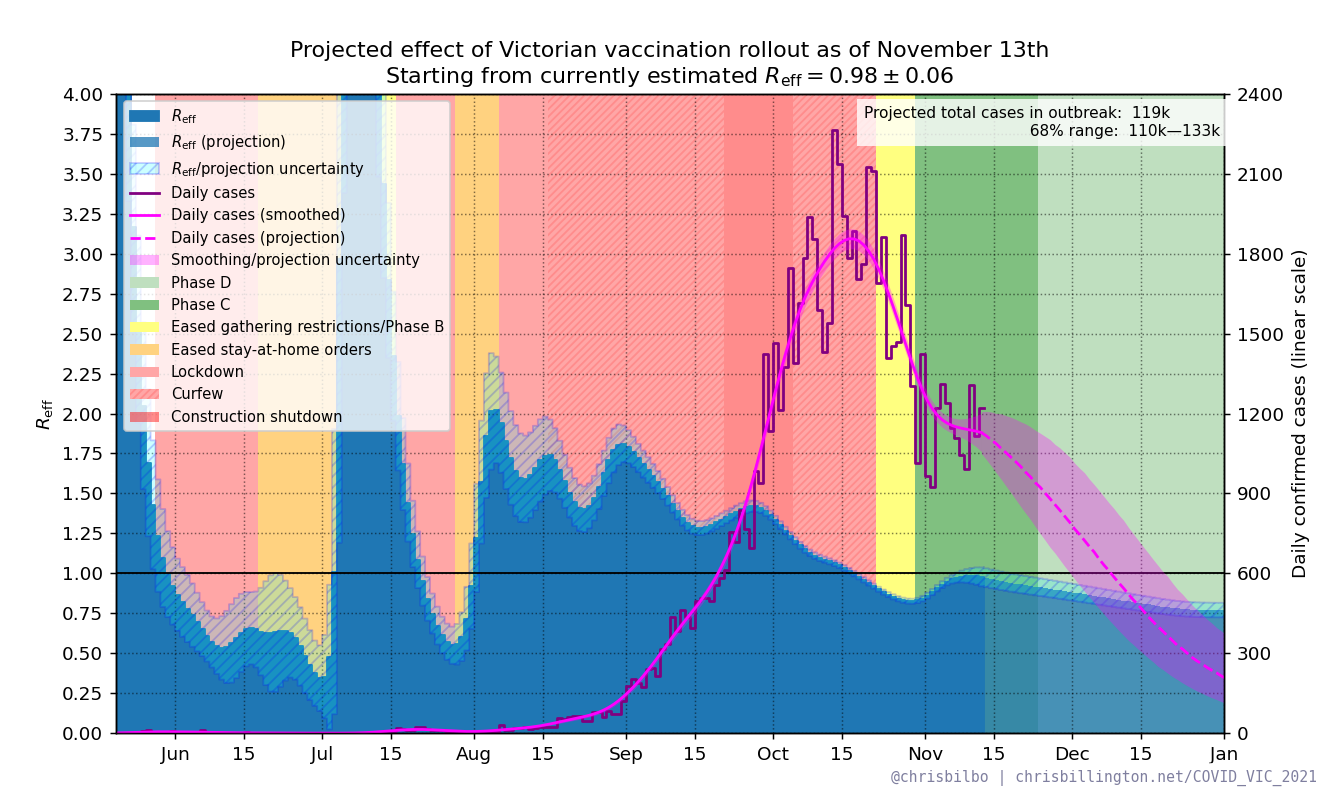 Projected effect of Victorian vaccination rollout as of November 13th
Starting from currently estimated Reff = 0.98 ± 0.06
Projected total cases in outbreak: 119k
68% range: 110k—133k
Reff
Reff (projection)
Reff/projection uncertainty
Daily cases
Daily cases (smoothed)
Daily cases (projection)
Smoothing/projection uncertainty
Phase D
Phase C
Eased gathering restrictions/Phase B
Eased stay-at-home orders
Lockdown
Curfew
Construction shutdown
Reff
4.00
3.75
3.50
3.25
3.00
2.75
2.50
2.25
2.00
1.75
1.50
1.25
1.00
0.75
0.50
0.25
0.00
2400
2100
1800
1500
1200
900
600
300
0
Daily confirmed cases (linear scale)
Jun 15 Jul 15 Aug 15 Sep 15 Oct 15 Nov 15 Dec 15 Jan
@chrisbilbo | chrisbillington.net/COVID_VIC_2021